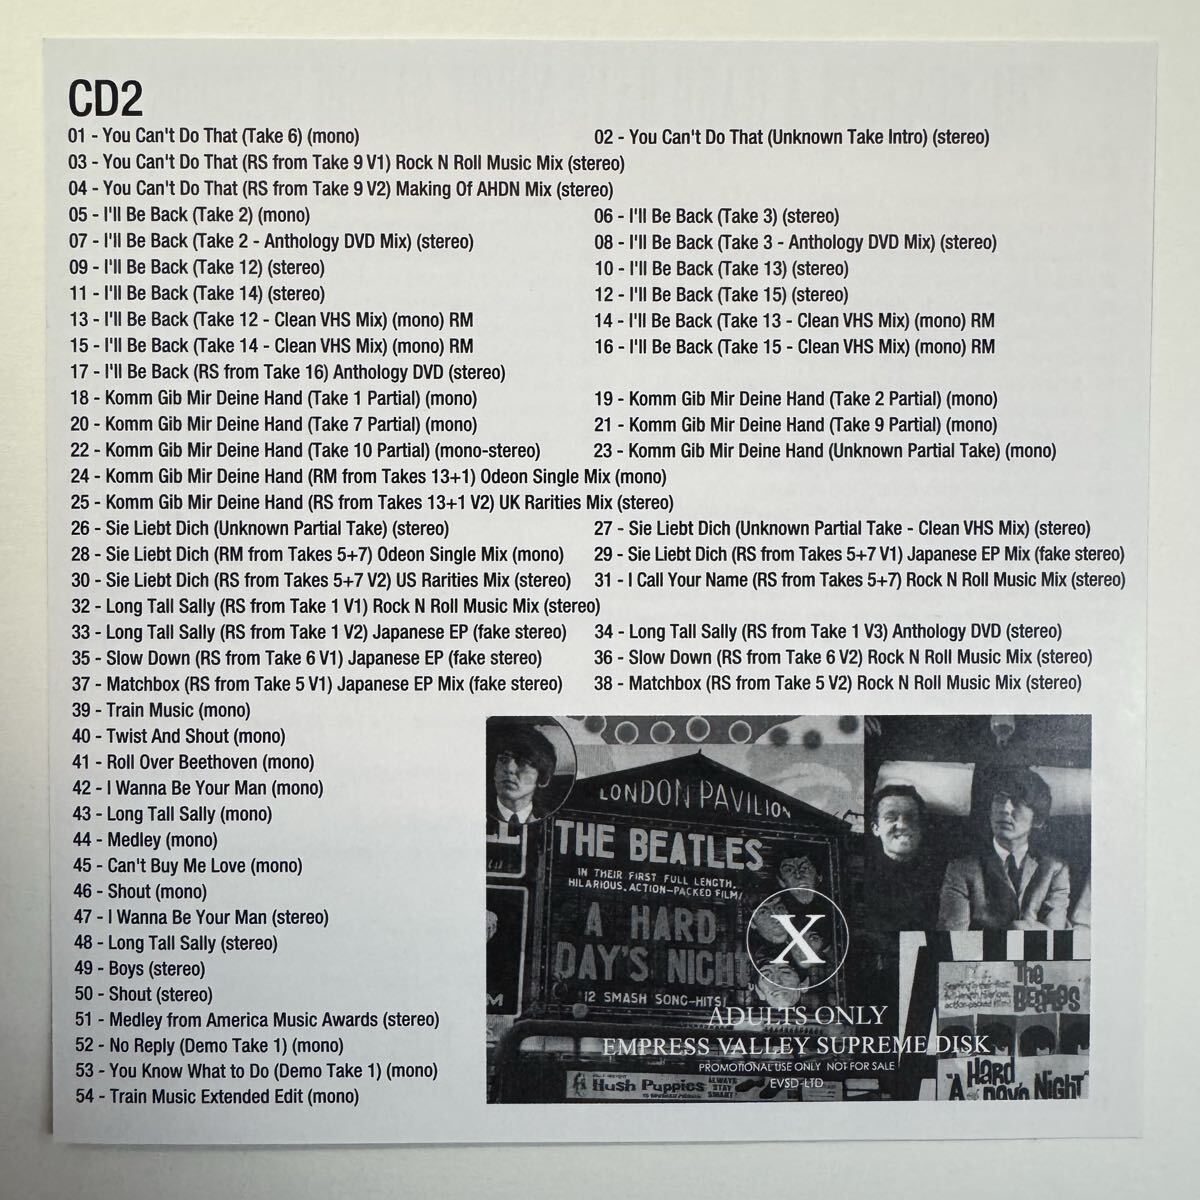 CD2
01 - You Can't Do That (Take 6) (mono)
02 - You Can't Do That (Unknown Take Intro) (stereo)
03 - You Can't Do That (RS from Take 9 V1) Rock N Roll Music Mix (stereo)
04 - You Can't Do That (RS from Take 9 V2) Making Of AHDN Mix (stereo)
05 - I'll Be Back (Take 2) (mono)
06 - I'll Be Back (Take 3) (stereo)
07 - I'll Be Back (Take 2 - Anthology DVD Mix) (stereo)
08 - I'll Be Back (Take 3 - Anthology DVD Mix) (stereo)
09 - I'll Be Back (Take 12) (stereo)
10 - I'll Be Back (Take 13) (stereo)
11 - I'll Be Back (Take 14) (stereo)
12 - I'll Be Back (Take 15) (stereo)
13 - I'll Be Back (Take 12 - Clean VHS Mix) (mono) RM
14 - I'll Be Back (Take 13 - Clean VHS Mix) (mono) RM
15 - I'll Be Back (Take 14 - Clean VHS Mix) (mono) RM
16 - I'll Be Back (Take 15 - Clean VHS Mix) (mono) RM
17 - I'll Be Back (RS from Take 16) Anthology DVD (stereo)
18 - Komm Gib Mir Deine Hand (Take 1 Partial) (mono)
19 - Komm Gib Mir Deine Hand (Take 2 Partial) (mono)
20 - Komm Gib Mir Deine Hand (Take 7 Partial) (mono)
21 - Komm Gib Mir Deine Hand (Take 9 Partial) (mono)
22 - Komm Gib Mir Deine Hand (Take 10 Partial) (mono-stereo)
23 - Komm Gib Mir Deine Hand (Unknown Partial Take) (mono)
24 - Komm Gib Mir Deine Hand (RM from Takes 13+1) Odeon Single Mix (mono)
25 - Komm Gib Mir Deine Hand (RS from Takes 13+1 V2) UK Rarities Mix (stereo)
26 - Sie Liebt Dich (Unknown Partial Take) (stereo)
27 - Sie Liebt Dich (Unknown Partial Take - Clean VHS Mix) (stereo)
28 - Sie Liebt Dich (RM from Takes 5+7) Odeon Single Mix (mono)
29 - Sie Liebt Dich (RS from Takes 5+7 V1) Japanese EP Mix (fake stereo)
30 - Sie Liebt Dich (RS from Takes 5+7 V2) US Rarities Mix (stereo)
31 - I Call Your Name (RS from Takes 5+7) Rock N Roll Music Mix (stereo)
32 - Long Tall Sally (RS from Take 1 V1) Rock N Roll Music Mix (stereo)
33 - Long Tall Sally (RS from Take 1 V2) Japanese EP (fake stereo)
34 - Long Tall Sally (RS from Take 1 V3) Anthology DVD (stereo)
35 - Slow Down (RS from Take 6 V1) Japanese EP (fake stereo)
36 - Slow Down (RS from Take 6 V2) Rock N Roll Music Mix (stereo)
37 - Matchbox (RS from Take 5 V1) Japanese EP Mix (fake stereo)
38 - Matchbox (RS from Take 5 V2) Rock N Roll Music Mix (stereo)
39 - Train Music (mono)
40 - Twist And Shout (mono)
41 - Roll Over Beethoven (mono)
42 - I Wanna Be Your Man (mono)
43 - Long Tall Sally (mono)
44 - Medley (mono)
45 - Can't Buy Me Love (mono)
46 - Shout (mono)
47 - I Wanna Be Your Man (stereo)
48 - Long Tall Sally (stereo)
49 - Boys (stereo)
50 - Shout (stereo)
51 - Medley from America Music Awards (stereo)
52 - No Reply (Demo Take 1) (mono)
53 - You Know What to Do (Demo Take 1) (mono)
54 - Train Music Extended Edit (mono)
LONDON PAVILION
THE BEATLES
IN THEIR FIRST FULL LENGTH,
HILARIOUS, ACTION-PACKED FILM!
A HARD
DAY'S NIGHT
12 SMASH SONG-HITS!
X
ADULTS ONLY
EMPRESS VALLEY SUPREME DISK
PROMOTIONAL USE ONLY NOT FOR SALE
EVSD-LTD
Hush Puppies
ALWAYS
STAY
SMART!
The
BEATLES
"A Hard
Days Night"